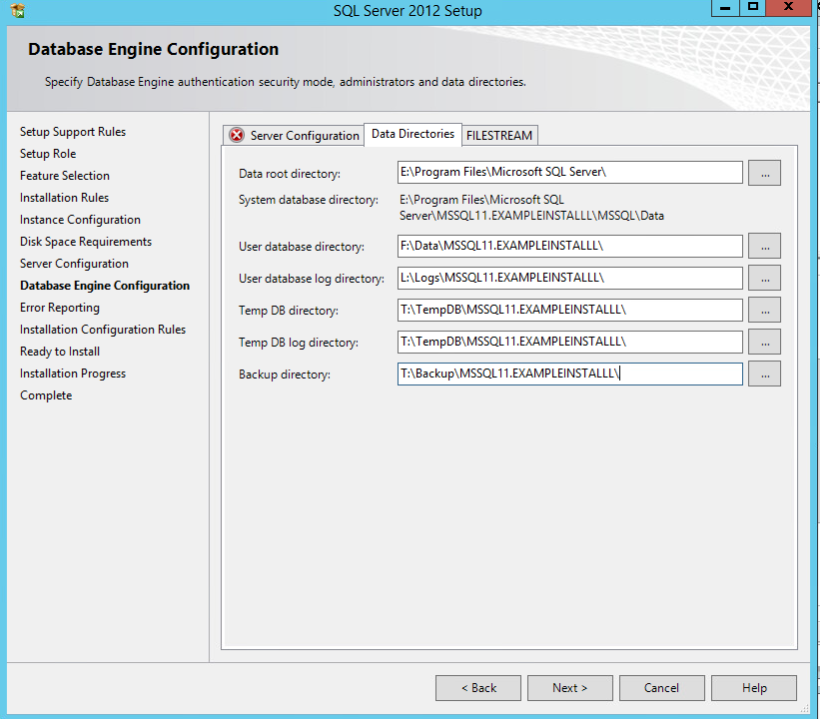 SQL Server 2012 Setup
Database Engine Configuration
Specify Database Engine authentication security mode, administrators and data directories.
Setup Support Rules
Setup Role
Feature Selection
Installation Rules
Instance Configuration
Disk Space Requirements
Server Configuration
Database Engine Configuration
Error Reporting
Installation Configuration Rules
Ready to Install
Installation Progress
Complete
Server Configuration Data Directories FILESTREAM
Data root directory: E:\Program Files\Microsoft SQL Server\ ...
System database directory: E:\Program Files\Microsoft SQL
Server\MSSQL11.EXAMPLEINSTALLL\MSSQL\Data
User database directory: F:\Data\MSSQL11.EXAMPLEINSTALLL\ ...
User database log directory: L:\Logs\MSSQL11.EXAMPLEINSTALLL\ ...
Temp DB directory: T:\TempDB\MSSQL11.EXAMPLEINSTALLL\ ...
Temp DB log directory: T:\TempDB\MSSQL11.EXAMPLEINSTALLL\ ...
Backup directory: T:\Backup\MSSQL11.EXAMPLEINSTALLL\ ...
< Back Next > Cancel Help